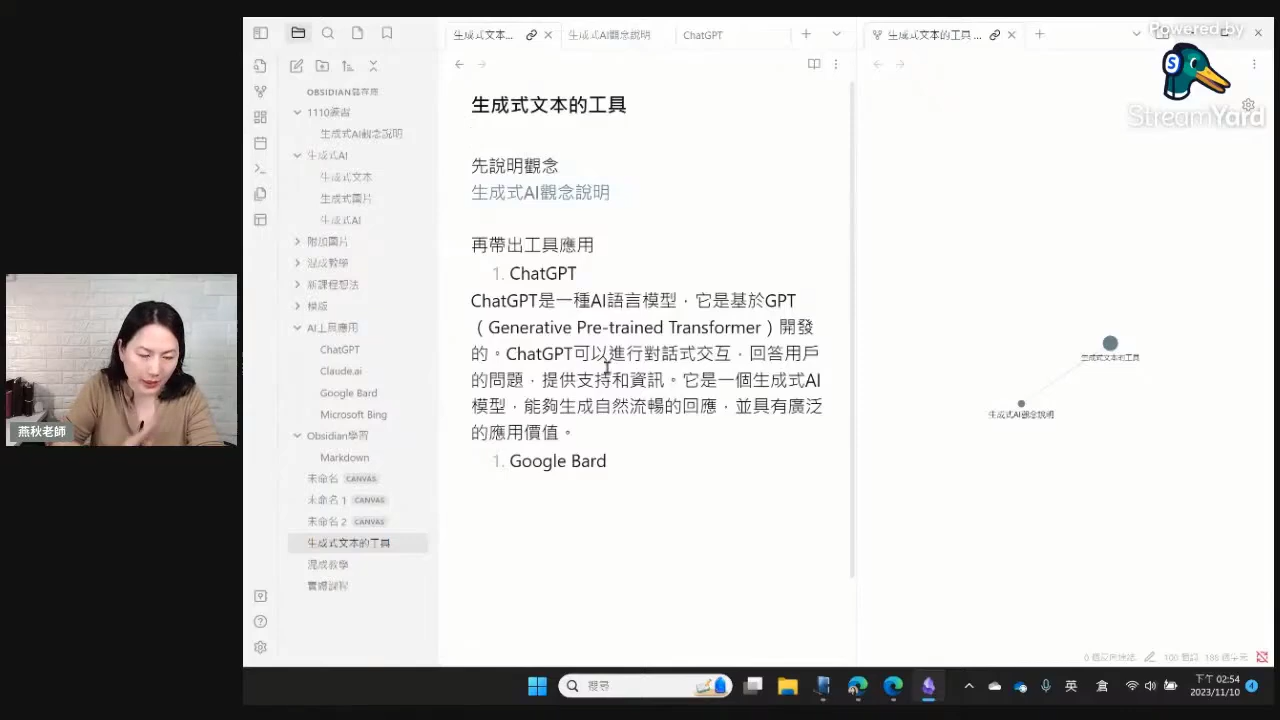 生成式文本...
生成式AI觀念說明
ChatGPT
生成式文本的工具 ...
Powered by
StreamYard
OBSIDIAN儲存庫
1110練習
生成式AI觀念說明
生成式AI
生成式文本
生成式圖片
生成式AI
附加圖片
混成教學
新課程想法
模版
AI工具應用
ChatGPT
Claude.ai
Google Bard
Microsoft Bing
Obsidian學習
Markdown
未命名 CANVAS
未命名 1 CANVAS
未命名 2 CANVAS
生成式文本的工具
混成教學
實體課程
生成式文本的工具
先說明觀念
生成式AI觀念說明
再帶出工具應用
1. ChatGPT
ChatGPT是一種AI語言模型，它是基於GPT
（Generative Pre-trained Transformer）開發
的。ChatGPT可以進行對話式交互，回答用戶
的問題，提供支持和資訊。它是一個生成式AI
模型，能夠生成自然流暢的回應，並具有廣泛
的應用價值。
1. Google Bard
生成式文本的工具
生成式AI觀念說明
燕秋老師
搜尋
英
下午 02:54
2023/11/10
4